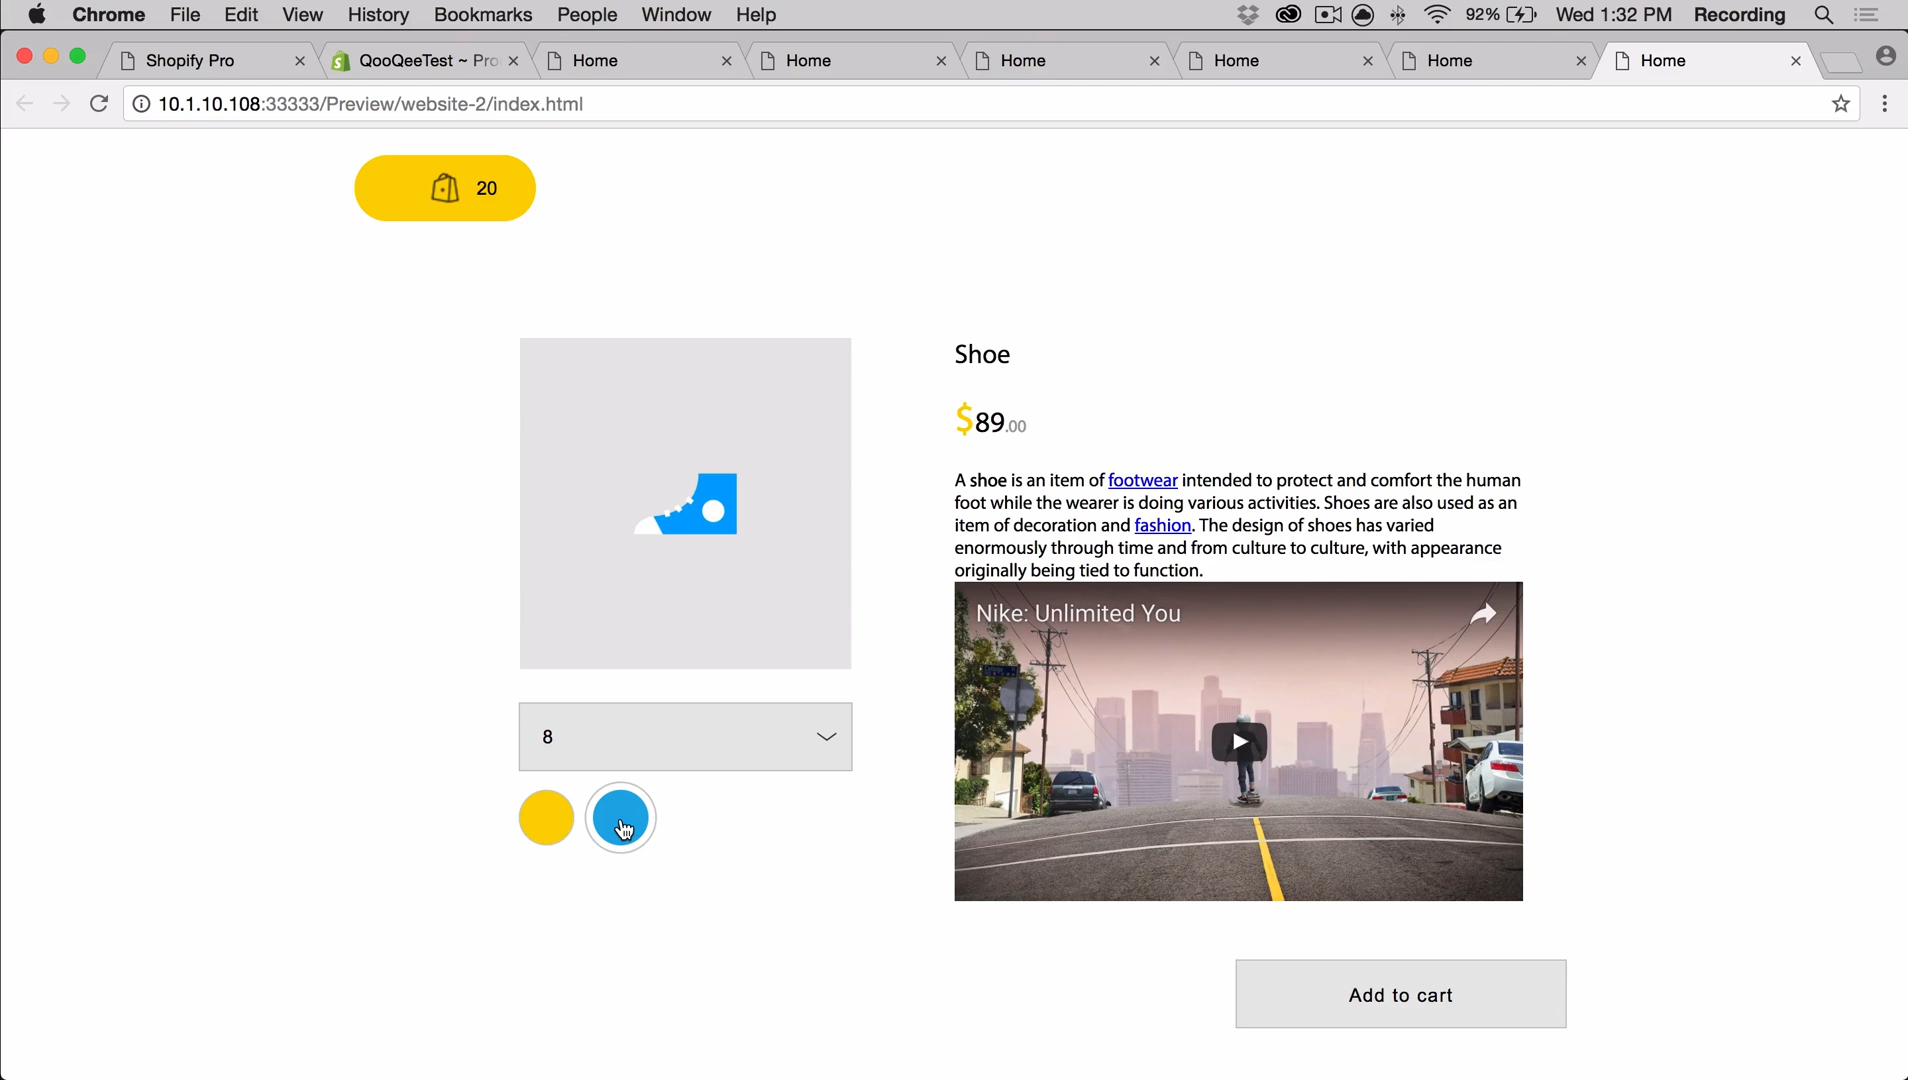 Chrome File Edit View History Bookmarks People Window Help 92% Wed 1:32 PM Recording
Shopify Pro QooQeeTest ~ Pro Home Home Home Home Home Home
10.1.10.108:33333/Preview/website-2/index.html
20
Shoe
$89.00
A shoe is an item of footwear intended to protect and comfort the human
foot while the wearer is doing various activities. Shoes are also used as an
item of decoration and fashion. The design of shoes has varied
enormously through time and from culture to culture, with appearance
originally being tied to function.
Nike: Unlimited You
8
Add to cart